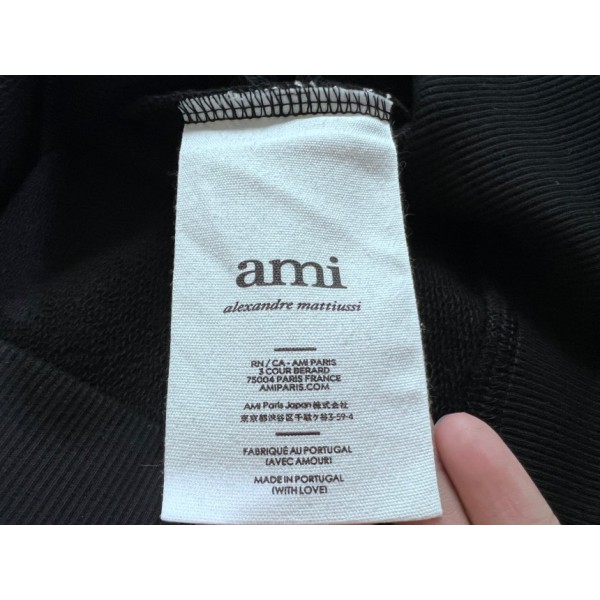 ami
alexandre mattiussi
RN / CA - AMI PARIS
3 COUR BERARD
75004 PARIS FRANCE
AMIPARIS.COM
AMI Paris Japan株式会社
東京都渋谷区千駄ヶ谷3-59-4
FABRIQUÉ AU PORTUGAL
(AVEC AMOUR)
MADE IN PORTUGAL
(WITH LOVE)